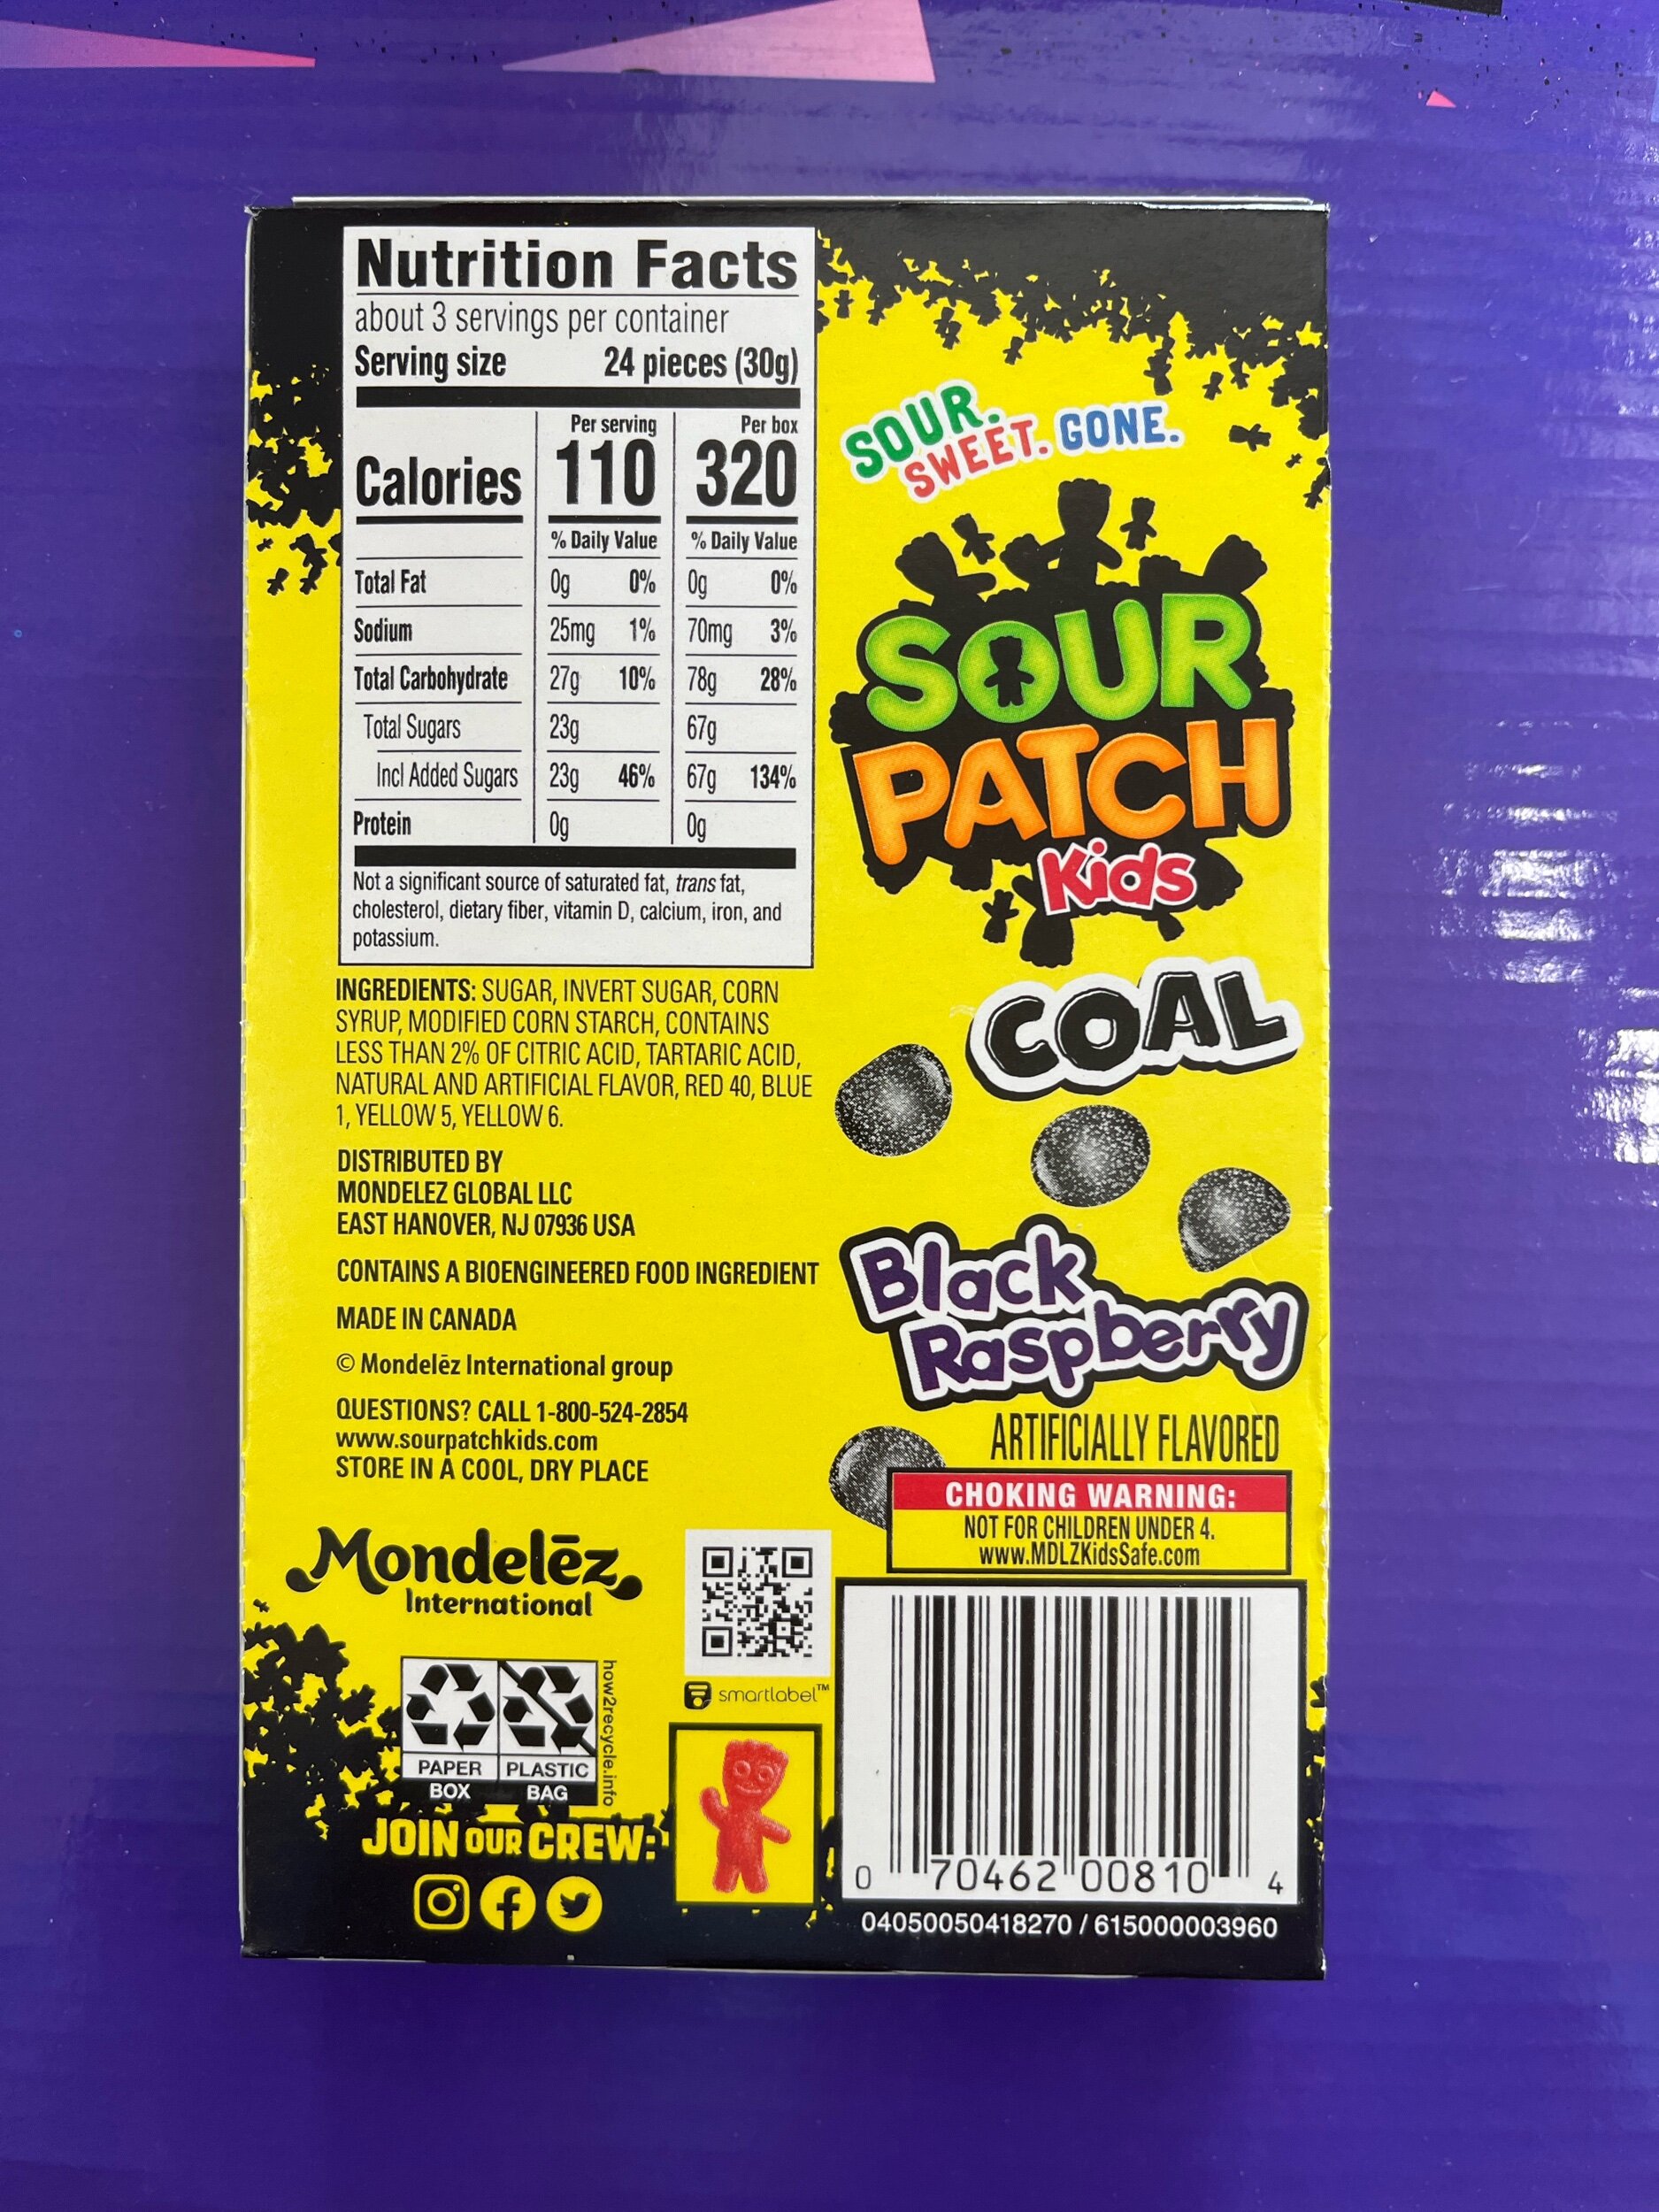 Nutrition Facts
about 3 servings per container
Serving size 24 pieces (30g)
Per serving Per box
Calories 110 320
% Daily Value % Daily Value
Total Fat 0g 0% 0g 0%
Sodium 25mg 1% 70mg 3%
Total Carbohydrate 27g 10% 78g 28%
Total Sugars 23g 67g
Incl Added Sugars 23g 46% 67g 134%
Protein 0g 0g
Not a significant source of saturated fat, trans fat,
cholesterol, dietary fiber, vitamin D, calcium, iron, and
potassium.
INGREDIENTS: SUGAR, INVERT SUGAR, CORN
SYRUP, MODIFIED CORN STARCH, CONTAINS
LESS THAN 2% OF CITRIC ACID, TARTARIC ACID,
NATURAL AND ARTIFICIAL FLAVOR, RED 40, BLUE
1, YELLOW 5, YELLOW 6.
DISTRIBUTED BY
MONDELEZ GLOBAL LLC
EAST HANOVER, NJ 07936 USA
CONTAINS A BIOENGINEERED FOOD INGREDIENT
MADE IN CANADA
© Mondelēz International group
QUESTIONS? CALL 1-800-524-2854
www.sourpatchkids.com
STORE IN A COOL, DRY PLACE
Mondelēz
International
smartlabel™
PAPER PLASTIC
BOX BAG
how2recycle.info
JOIN OUR CREW:
SOUR.
SWEET. GONE.
SOUR
PATCH
Kids
COAL
Black
Raspberry
ARTIFICIALLY FLAVORED
CHOKING WARNING:
NOT FOR CHILDREN UNDER 4.
www.MDLZKidsSafe.com
0 70462 00810 4
04050050418270 / 615000003960